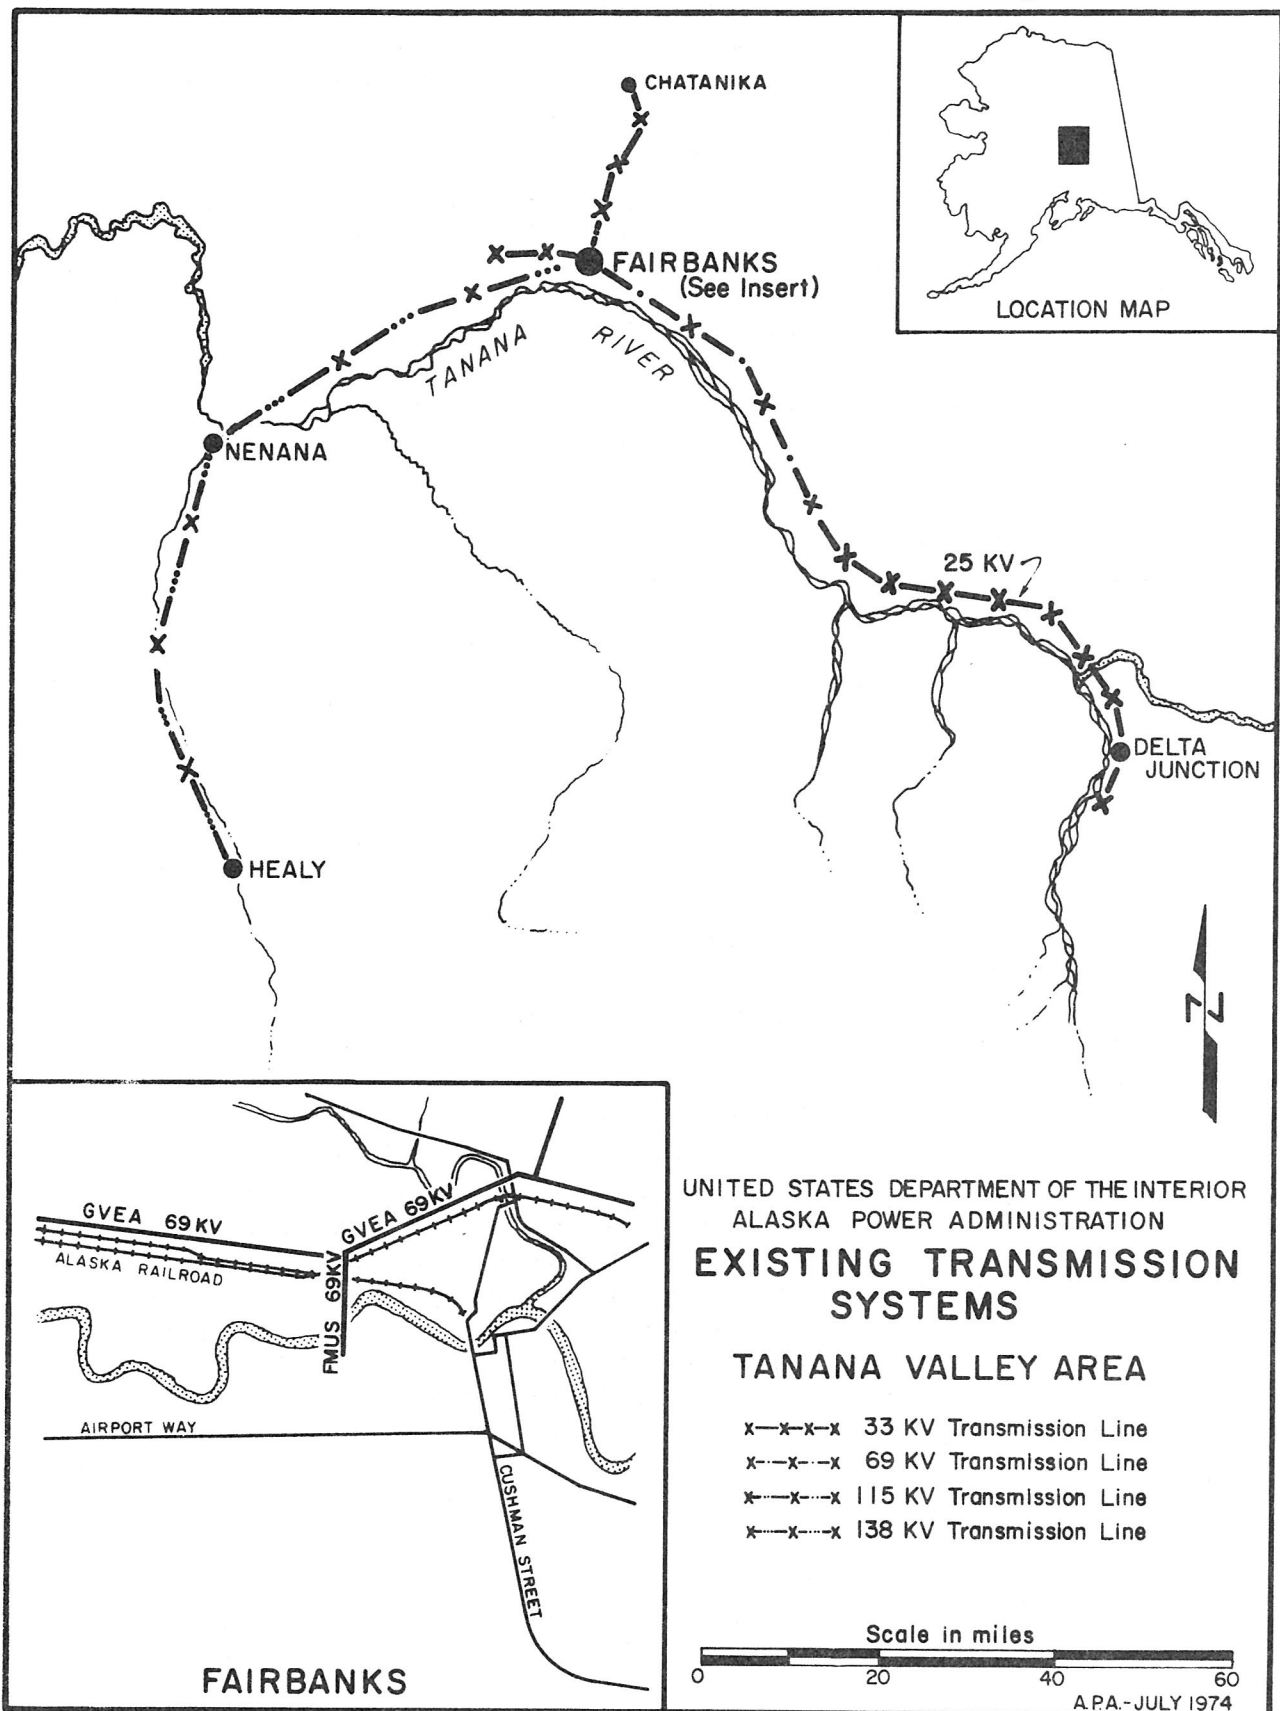 CHATANIKA
LOCATION MAP
FAIRBANKS
(See Insert)
TANANA RIVER
NENANA
25 KV
DELTA
JUNCTION
HEALY
N
GVEA 69 KV
GVEA 69 KV
ALASKA RAILROAD
FMUS 69KV
AIRPORT WAY
CUSHMAN STREET
FAIRBANKS
UNITED STATES DEPARTMENT OF THE INTERIOR
ALASKA POWER ADMINISTRATION
EXISTING TRANSMISSION
SYSTEMS
TANANA VALLEY AREA
x—x-x-x 33 KV Transmission Line
x-·-x-·-x 69 KV Transmission Line
x-··-x-··-x 115 KV Transmission Line
x-···-x-···-x 138 KV Transmission Line
Scale in miles
0 20 40 60
A.P.A.-JULY 1974